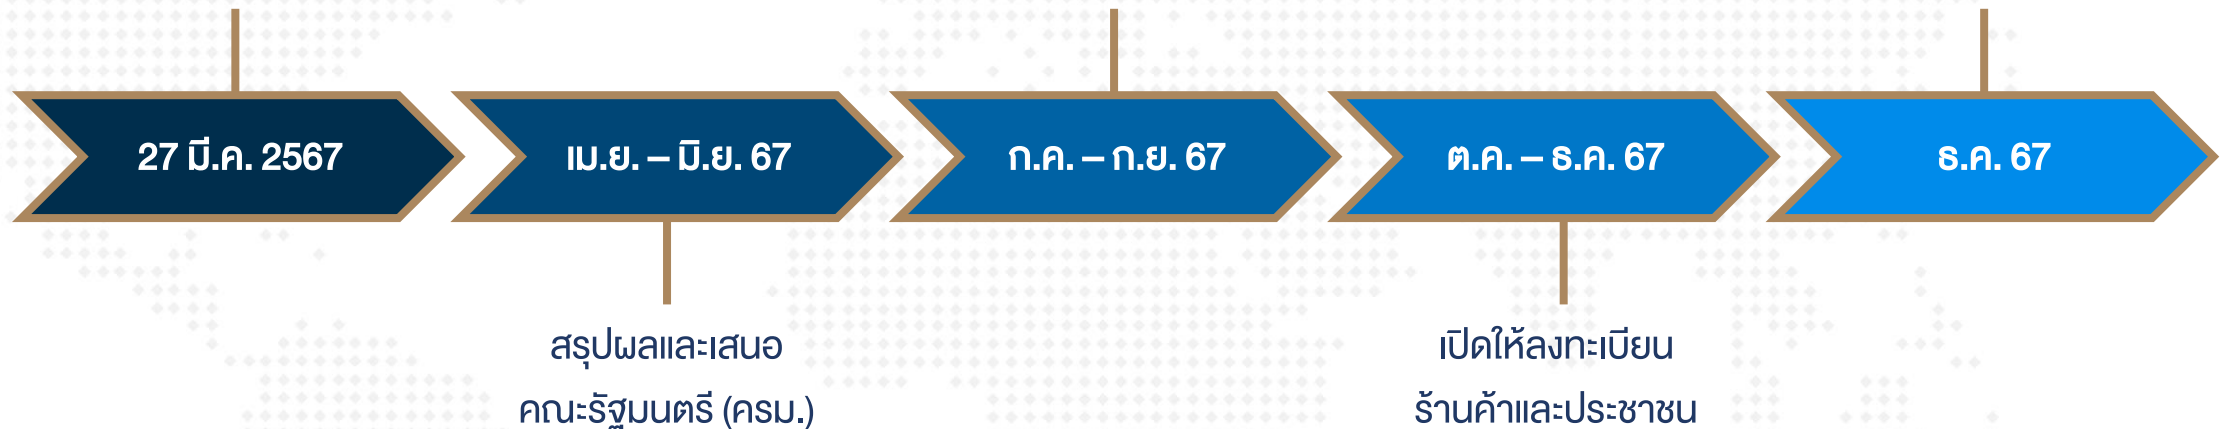 27 มี.ค. 2567
เม.ย. – มิ.ย. 67
ก.ค. – ก.ย. 67
ต.ค. – ธ.ค. 67
ธ.ค. 67
สรุปผลและเสนอ
คณะรัฐมนตรี (ครม.)
เปิดให้ลงทะเบียน
ร้านค้าและประชาชน